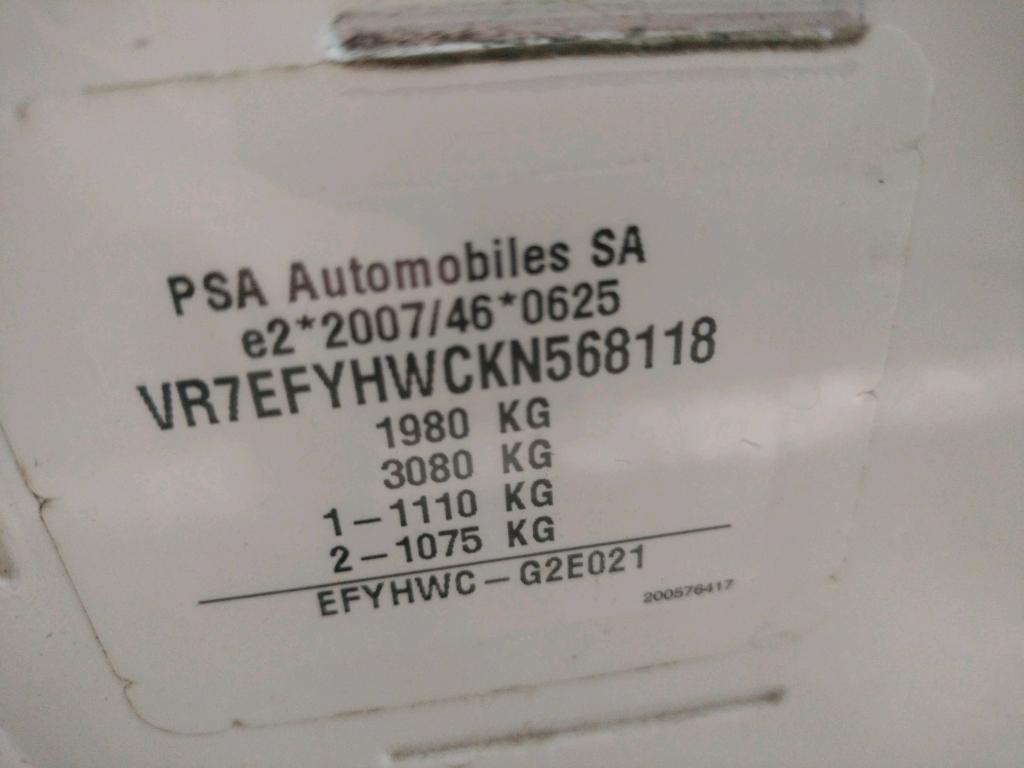 PSA Automobiles SA
e2*2007/46*0625
VR7EFYHWCKN568118
1980 KG
3080 KG
1-1110 KG
2-1075 KG
EFYHWC-G2E021
200576417